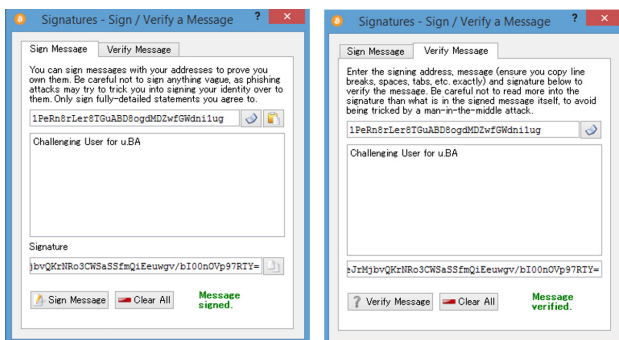 Signatures - Sign / Verify a Message
? ×
Sign Message
Verify Message
You can sign messages with your addresses to prove you
own them. Be careful not to sign anything vague, as phishing
attacks may try to trick you into signing your identity over to
them. Only sign fully-detailed statements you agree to.
1PeRn8rLer8TGuABD8ogdMDZwfGWdni1ug
Challenging User for u.BA
Signature
jbvQKrNRo3CWSaSSfmQiEeuwgv/bI00nOVp97RTY=
Sign Message
Clear All
Message
signed.
Signatures - Sign / Verify a Message
? ×
Sign Message
Verify Message
Enter the signing address, message (ensure you copy line
breaks, spaces, tabs, etc. exactly) and signature below to
verify the message. Be careful not to read more into the
signature than what is in the signed message itself, to avoid
being tricked by a man-in-the-middle attack.
1PeRn8rLer8TGuABD8ogdMDZwfGWdni1ug
Challenging User for u.BA
eJrMjbvQKrNRo3CWSaSSfmQiEeuwgv/bI00nOVp97RTY=
? Verify Message
Clear All
Message
verified.